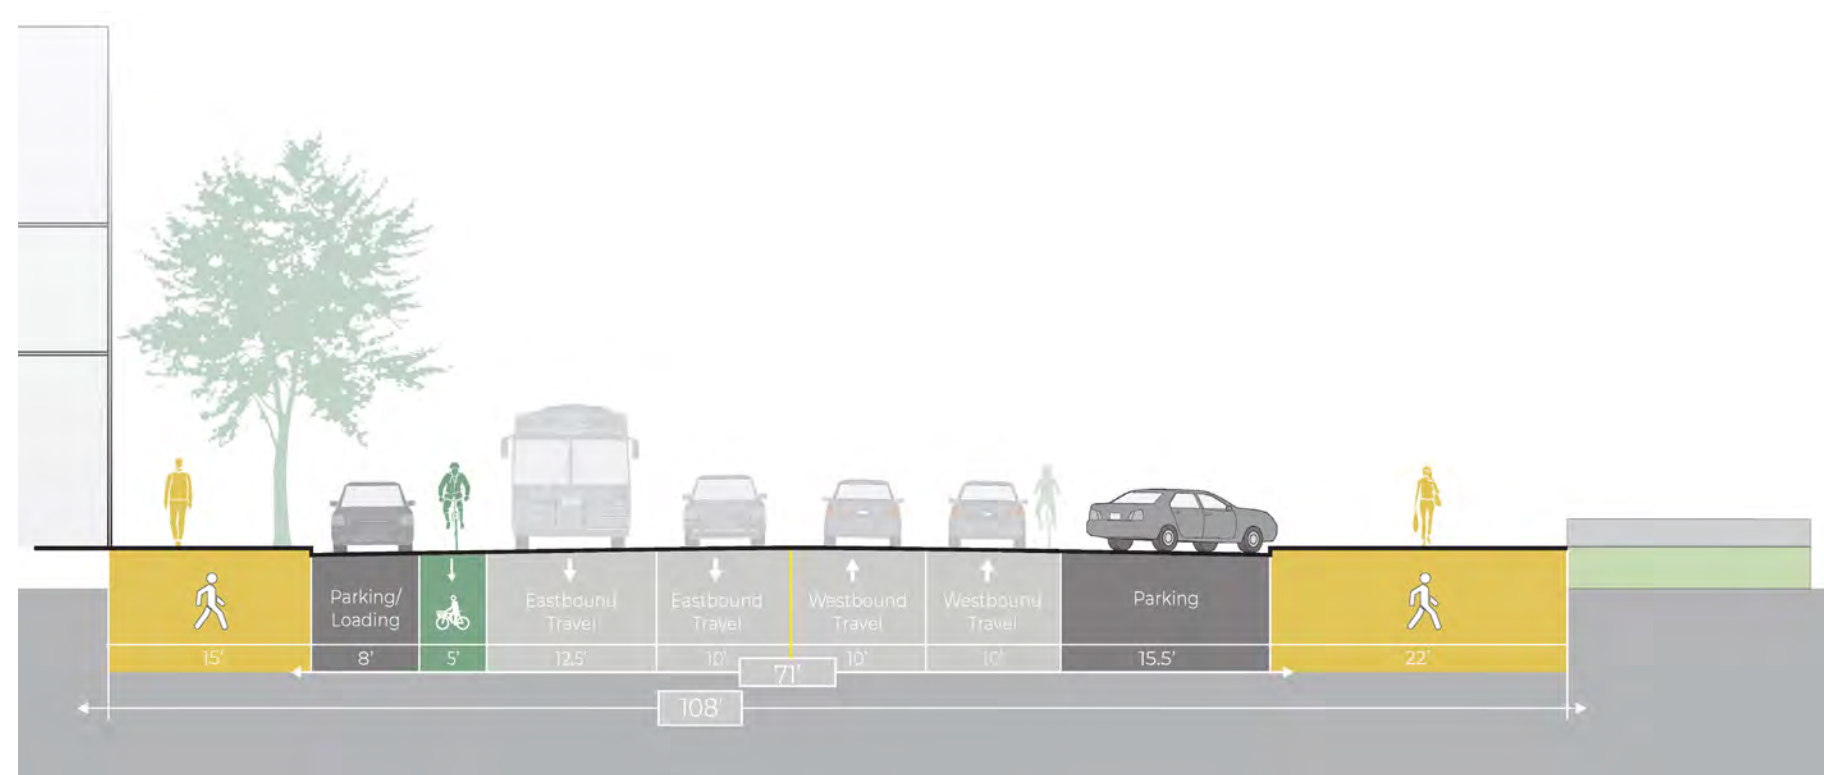 Parking/
Loading
Eastbound
Travel
Eastbound
Travel
Westbound
Travel
Westbound
Travel
Parking
15'
8'
5'
12.5'
10'
10'
10'
15.5'
22'
71'
108'